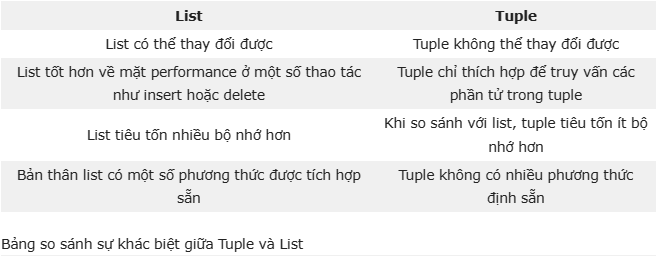 List Tuple
List có thể thay đổi được Tuple không thể thay đổi được
List tốt hơn về mặt performance ở một số thao tác
như insert hoặc delete
Tuple chỉ thích hợp để truy vấn các
phần tử trong tuple
List tiêu tốn nhiều bộ nhớ hơn
Khi so sánh với list, tuple tiêu tốn ít bộ
nhớ hơn
Bản thân list có một số phương thức được tích hợp
sẵn
Tuple không có nhiều phương thức
định sẵn
Bảng so sánh sự khác biệt giữa Tuple và List